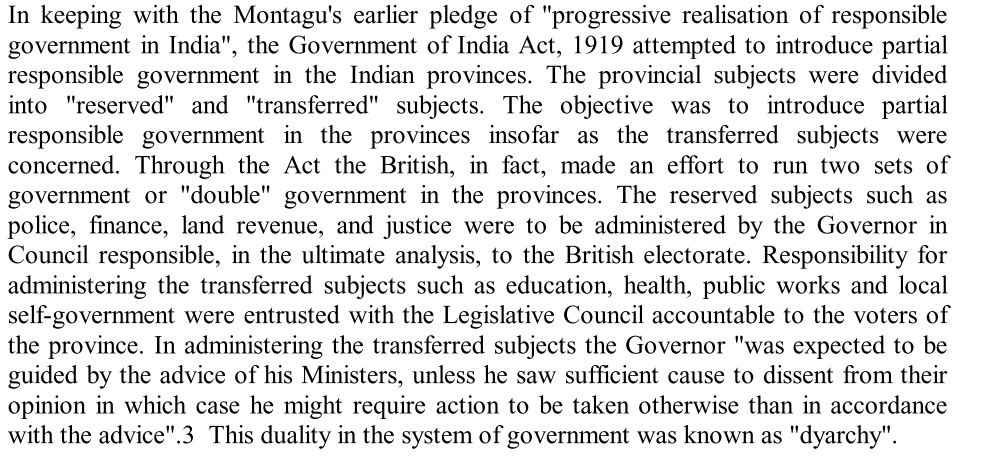 In keeping with the Montagu's earlier pledge of "progressive realisation of responsible
government in India", the Government of India Act, 1919 attempted to introduce partial
responsible government in the Indian provinces. The provincial subjects were divided
into "reserved" and "transferred" subjects. The objective was to introduce partial
responsible government in the provinces insofar as the transferred subjects were
concerned. Through the Act the British, in fact, made an effort to run two sets of
government or "double" government in the provinces. The reserved subjects such as
police, finance, land revenue, and justice were to be administered by the Governor in
Council responsible, in the ultimate analysis, to the British electorate. Responsibility for
administering the transferred subjects such as education, health, public works and local
self-government were entrusted with the Legislative Council accountable to the voters of
the province. In administering the transferred subjects the Governor "was expected to be
guided by the advice of his Ministers, unless he saw sufficient cause to dissent from their
opinion in which case he might require action to be taken otherwise than in accordance
with the advice".3 This duality in the system of government was known as "dyarchy".